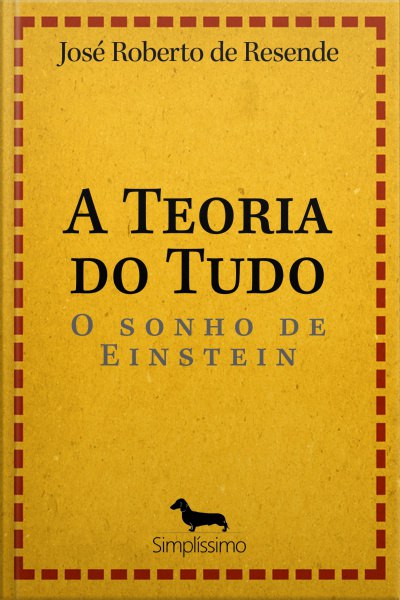 José Roberto de Resende
A Teoria
do Tudo
O sonho de
Einstein
Simplíssimo